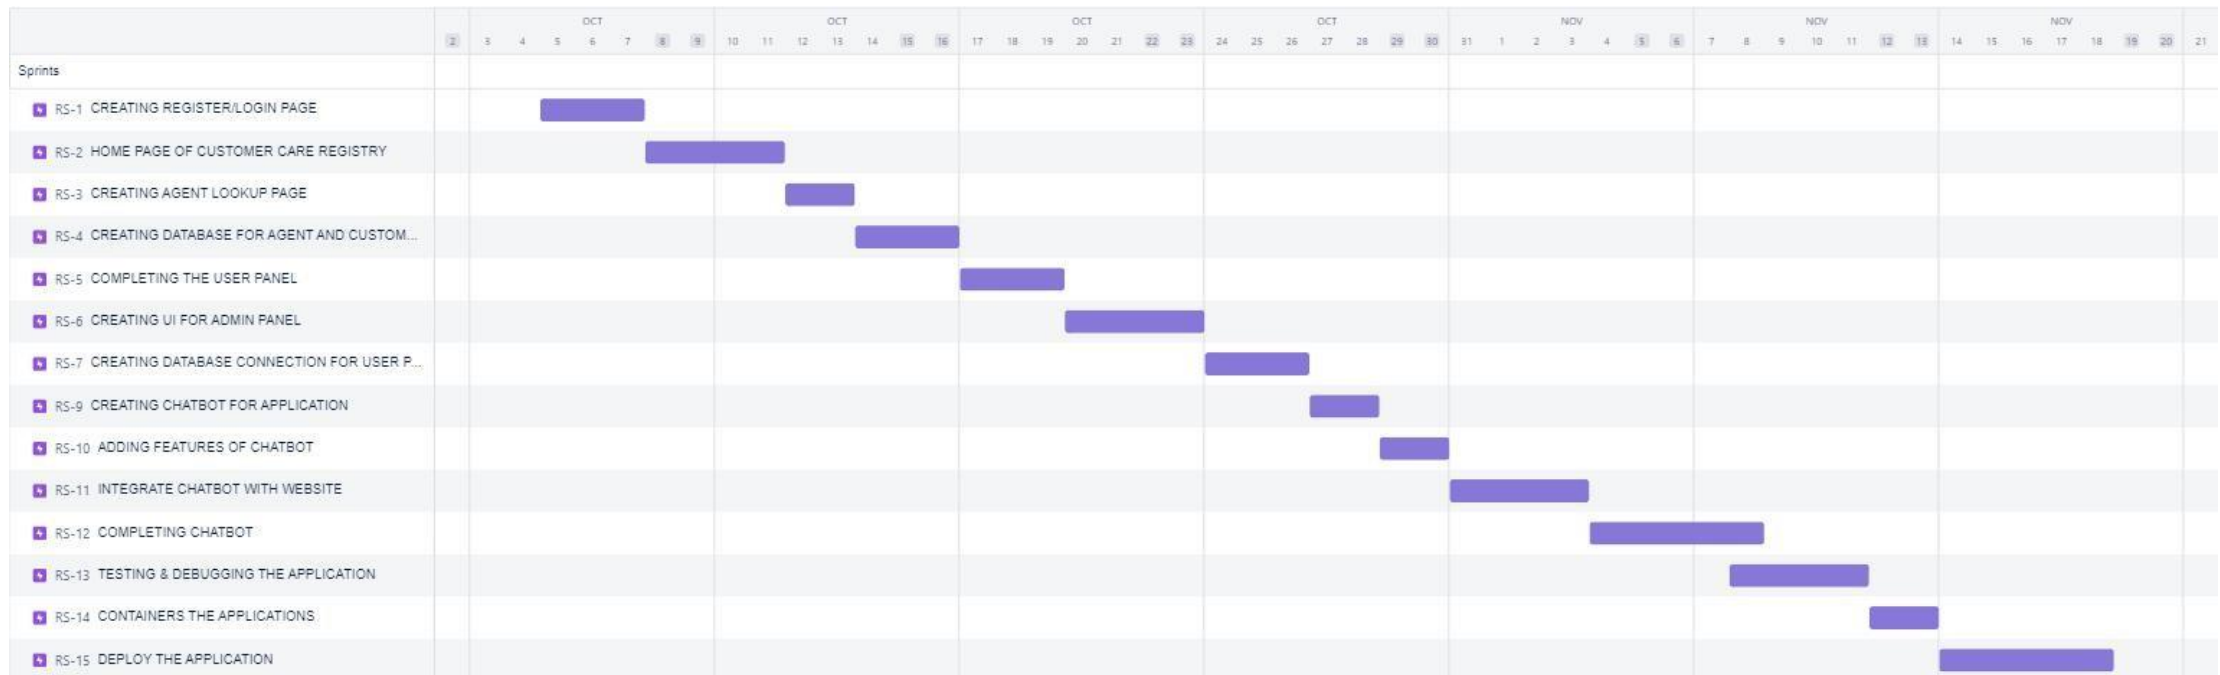 OCT OCT OCT OCT NOV NOV NOV
2 3 4 5 6 7 8 9 10 11 12 13 14 15 16 17 18 19 20 21 22 23 24 25 26 27 28 29 30 31 1 2 3 4 5 6 7 8 9 10 11 12 13 14 15 16 17 18 19 20 21
Sprints
RS-1 CREATING REGISTER/LOGIN PAGE
RS-2 HOME PAGE OF CUSTOMER CARE REGISTRY
RS-3 CREATING AGENT LOOKUP PAGE
RS-4 CREATING DATABASE FOR AGENT AND CUSTOM...
RS-5 COMPLETING THE USER PANEL
RS-6 CREATING UI FOR ADMIN PANEL
RS-7 CREATING DATABASE CONNECTION FOR USER P...
RS-9 CREATING CHATBOT FOR APPLICATION
RS-10 ADDING FEATURES OF CHATBOT
RS-11 INTEGRATE CHATBOT WITH WEBSITE
RS-12 COMPLETING CHATBOT
RS-13 TESTING & DEBUGGING THE APPLICATION
RS-14 CONTAINERS THE APPLICATIONS
RS-15 DEPLOY THE APPLICATION